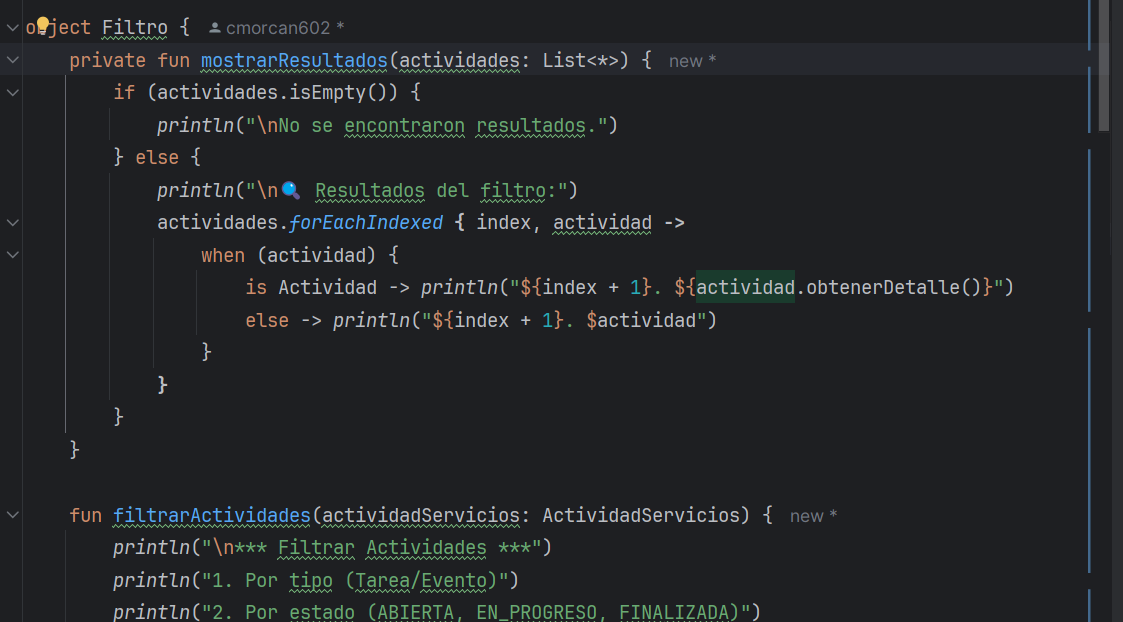 object Filtro { cmorcan602 *
private fun mostrarResultados(actividades: List<*>) { new *
if (actividades.isEmpty()) {
println("\nNo se encontraron resultados.")
} else {
println("\n🔍 Resultados del filtro:")
actividades.forEachIndexed { index, actividad ->
when (actividad) {
is Actividad -> println("${index + 1}. ${actividad.obtenerDetalle()}")
else -> println("${index + 1}. $actividad")
}
}
}
}
fun filtrarActividades(actividadServicios: ActividadServicios) { new *
println("\n*** Filtrar Actividades ***")
println("1. Por tipo (Tarea/Evento)")
println("2. Por estado (ABIERTA, EN_PROGRESO, FINALIZADA)")